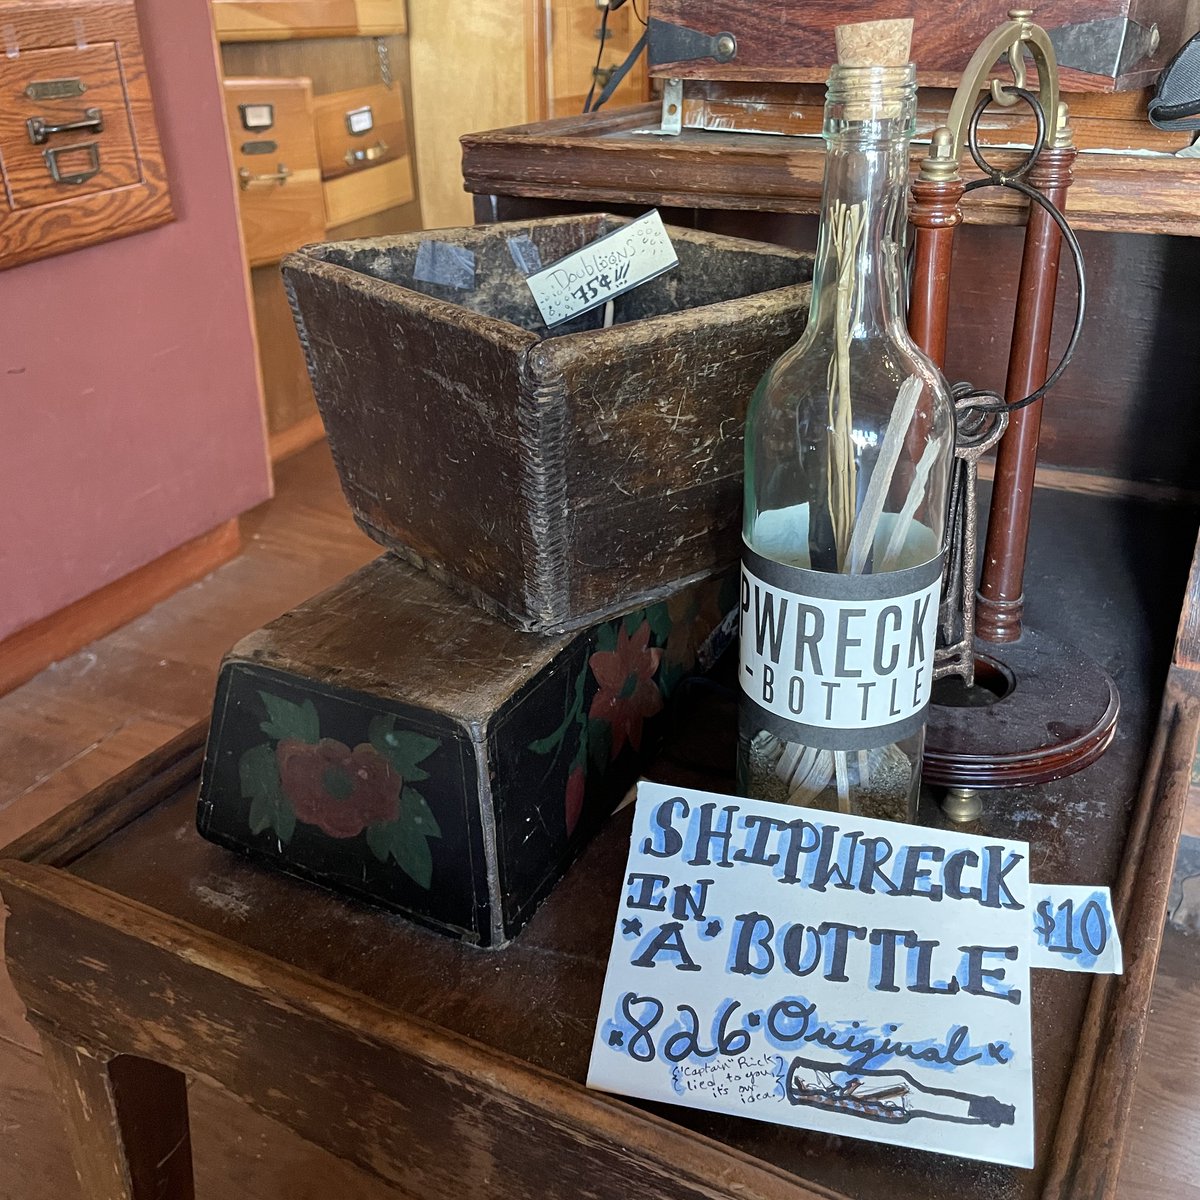 Doubloons
75¢!!!
PWRECK
-BOTTLE
SHIPWRECK
IN
*A* BOTTLE
$10
*826* Original*
"Captain" Rick
lied to you
it's our
idea.